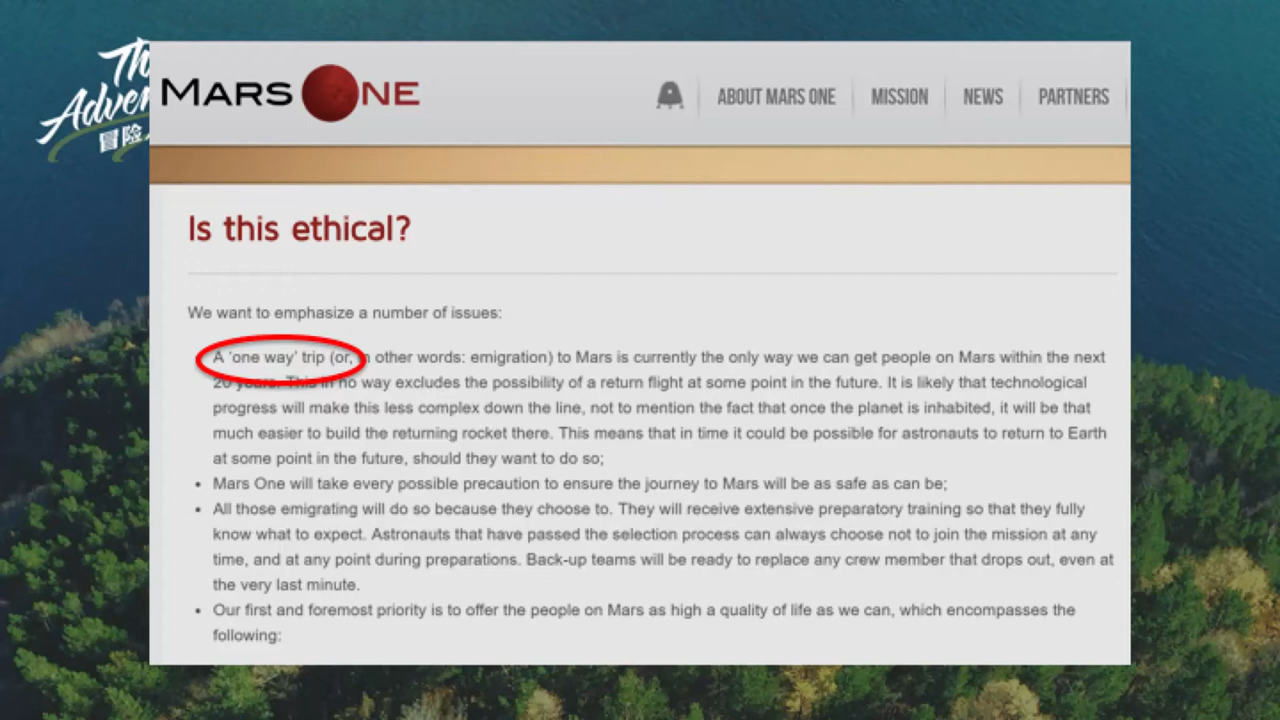 Th
Adven
冒险
MARS ONE
ABOUT MARS ONE
MISSION
NEWS
PARTNERS
Is this ethical?
We want to emphasize a number of issues:
A 'one way' trip (or, in other words: emigration) to Mars is currently the only way we can get people on Mars within the next
20 years. This in no way excludes the possibility of a return flight at some point in the future. It is likely that technological
progress will make this less complex down the line, not to mention the fact that once the planet is inhabited, it will be that
much easier to build the returning rocket there. This means that in time it could be possible for astronauts to return to Earth
at some point in the future, should they want to do so;
• Mars One will take every possible precaution to ensure the journey to Mars will be as safe as can be;
• All those emigrating will do so because they choose to. They will receive extensive preparatory training so that they fully
know what to expect. Astronauts that have passed the selection process can always choose not to join the mission at any
time, and at any point during preparations. Back-up teams will be ready to replace any crew member that drops out, even at
the very last minute.
• Our first and foremost priority is to offer the people on Mars as high a quality of life as we can, which encompasses the
following: